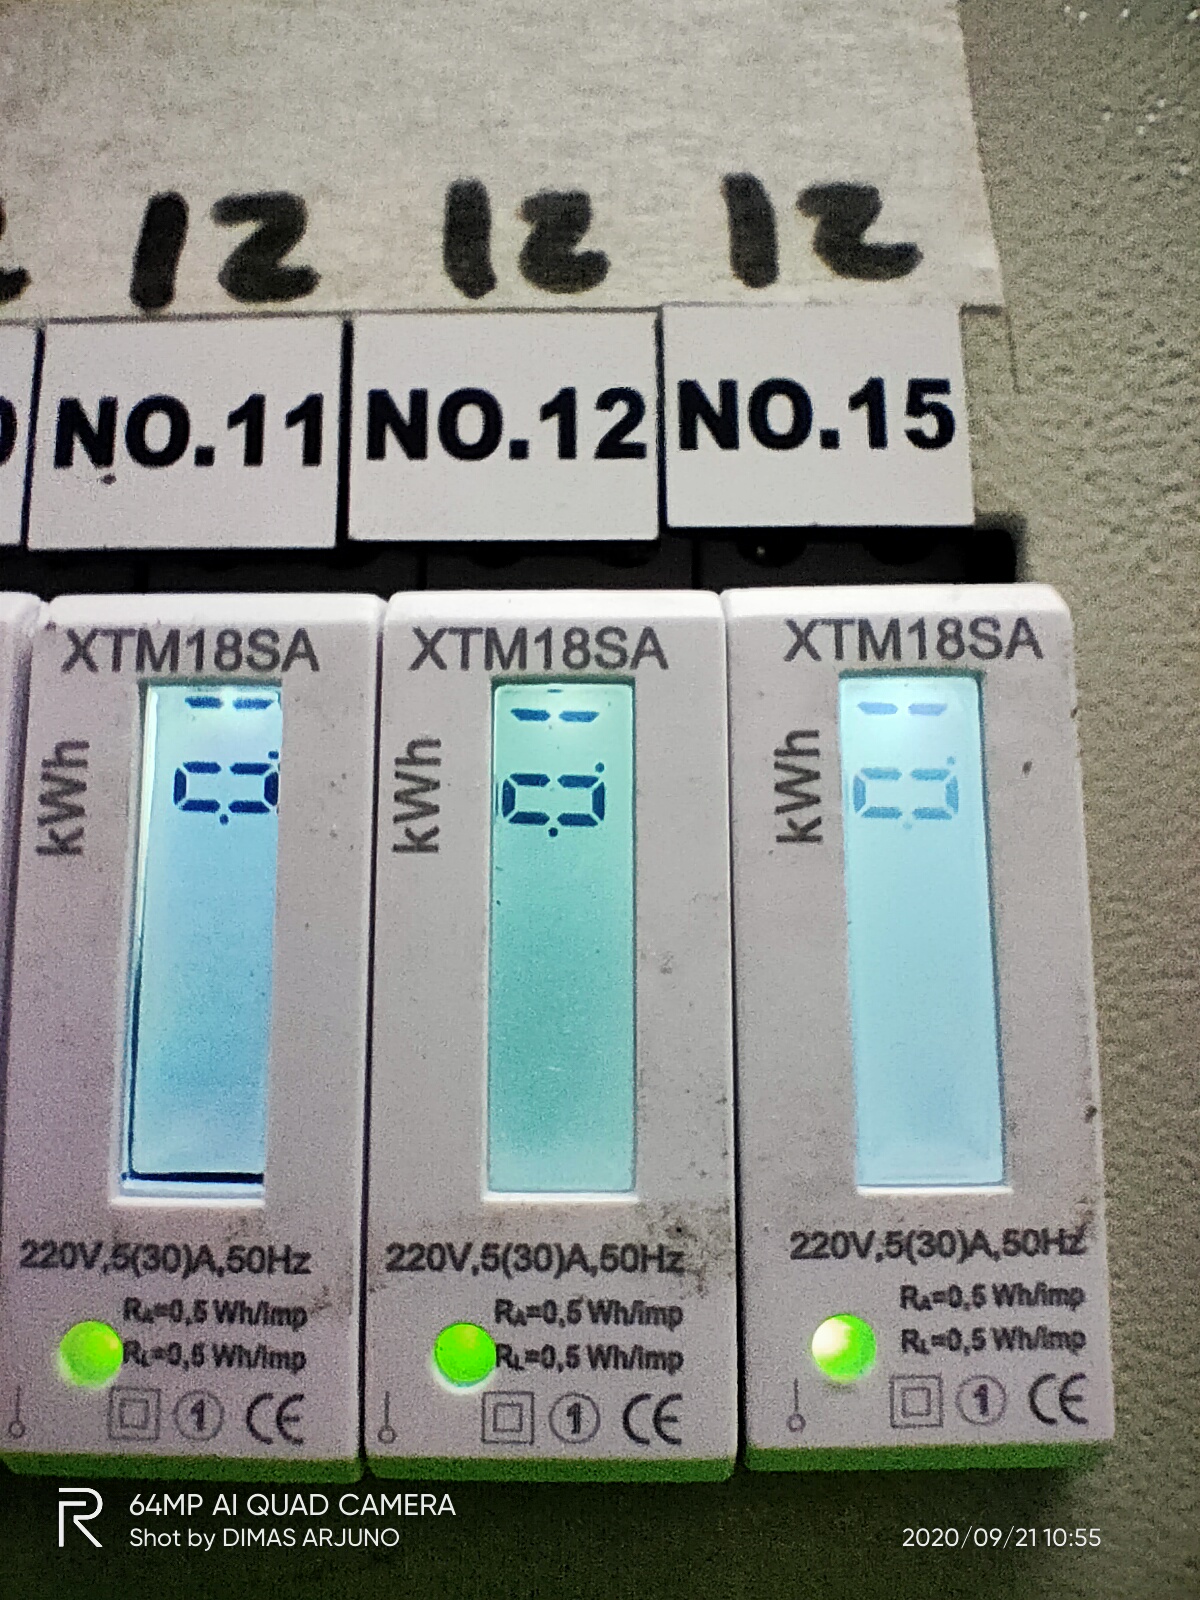 12 12 12
NO.11 NO.12 NO.15
XTM18SA XTM18SA XTM18SA
kWh kWh kWh
220V,5(30)A,50Hz 220V,5(30)A,50Hz 220V,5(30)A,50Hz
RA=0,5 Wh/Imp RA=0,5 Wh/Imp RA=0,5 Wh/Imp
RL=0,5 Wh/Imp RL=0,5 Wh/Imp RL=0,5 Wh/Imp
1 CE 1 CE 1 CE
R 64MP AI QUAD CAMERA
Shot by DIMAS ARJUNO 2020/09/21 10:55